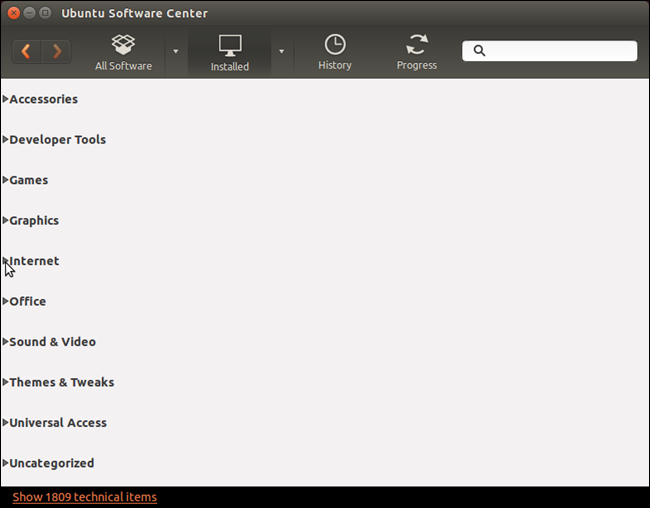 Ubuntu Software Center
All Software
Installed
History
Progress
Accessories
Developer Tools
Games
Graphics
Internet
Office
Sound & Video
Themes & Tweaks
Universal Access
Uncategorized
Show 1809 technical items